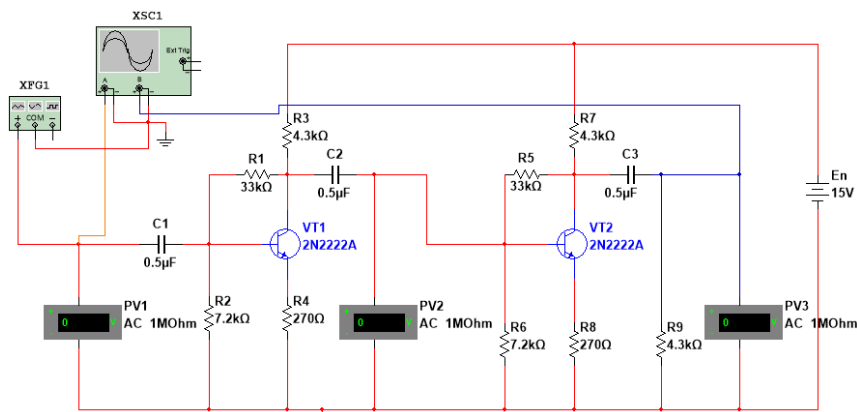 XSC1
Ext Trig
+
-
A
B
+ - + -
XFG1
+ COM -
R3
4.3kΩ
R7
4.3kΩ
R1
33kΩ
C2
0.5µF
R5
33kΩ
C3
0.5µF
En
15V
C1
0.5µF
VT1
2N2222A
VT2
2N2222A
PV1
+ -
0 V
AC 1MOhm
R2
7.2kΩ
R4
270Ω
PV2
+ -
0 V
AC 1MOhm
R6
7.2kΩ
R8
270Ω
R9
4.3kΩ
PV3
+ -
0 V
AC 1MOhm